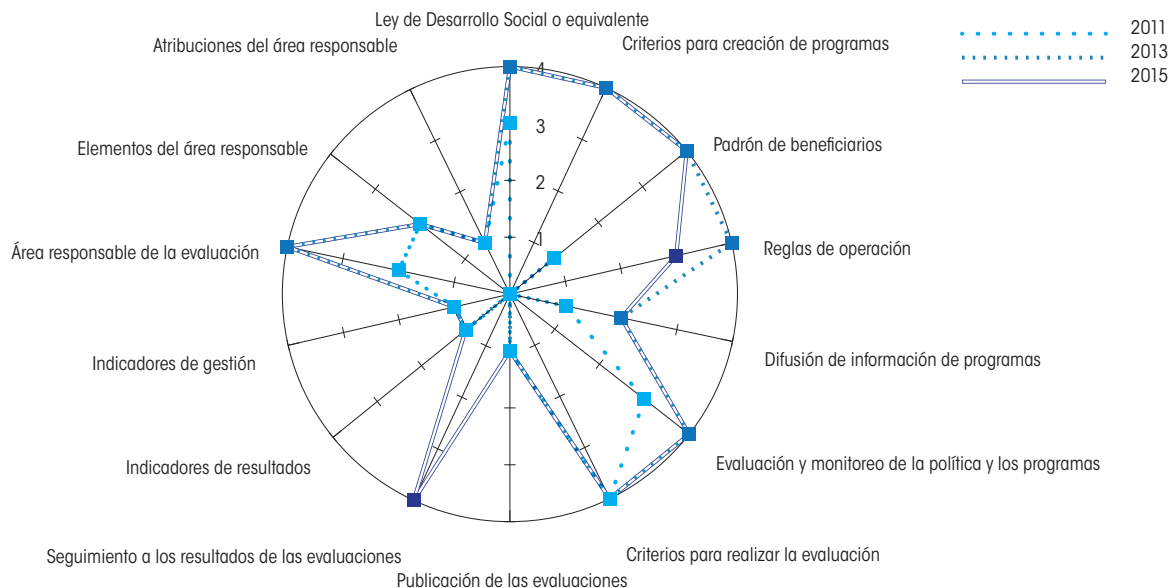 Ley de Desarrollo Social o equivalente
2011
2013
2015
Atribuciones del área responsable
Criterios para creación de programas
4
3
2
1
Elementos del área responsable
Padrón de beneficiarios
Área responsable de la evaluación
Reglas de operación
Indicadores de gestión
Difusión de información de programas
Indicadores de resultados
Evaluación y monitoreo de la política y los programas
Seguimiento a los resultados de las evaluaciones
Criterios para realizar la evaluación
Publicación de las evaluaciones